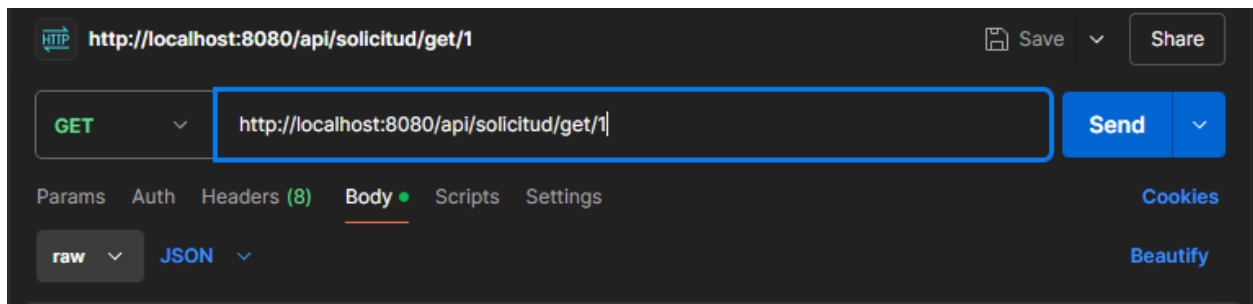 HTTP http://localhost:8080/api/solicitud/get/1 Save Share
GET http://localhost:8080/api/solicitud/get/1 Send
Params Auth Headers (8) Body Scripts Settings Cookies
raw JSON Beautify